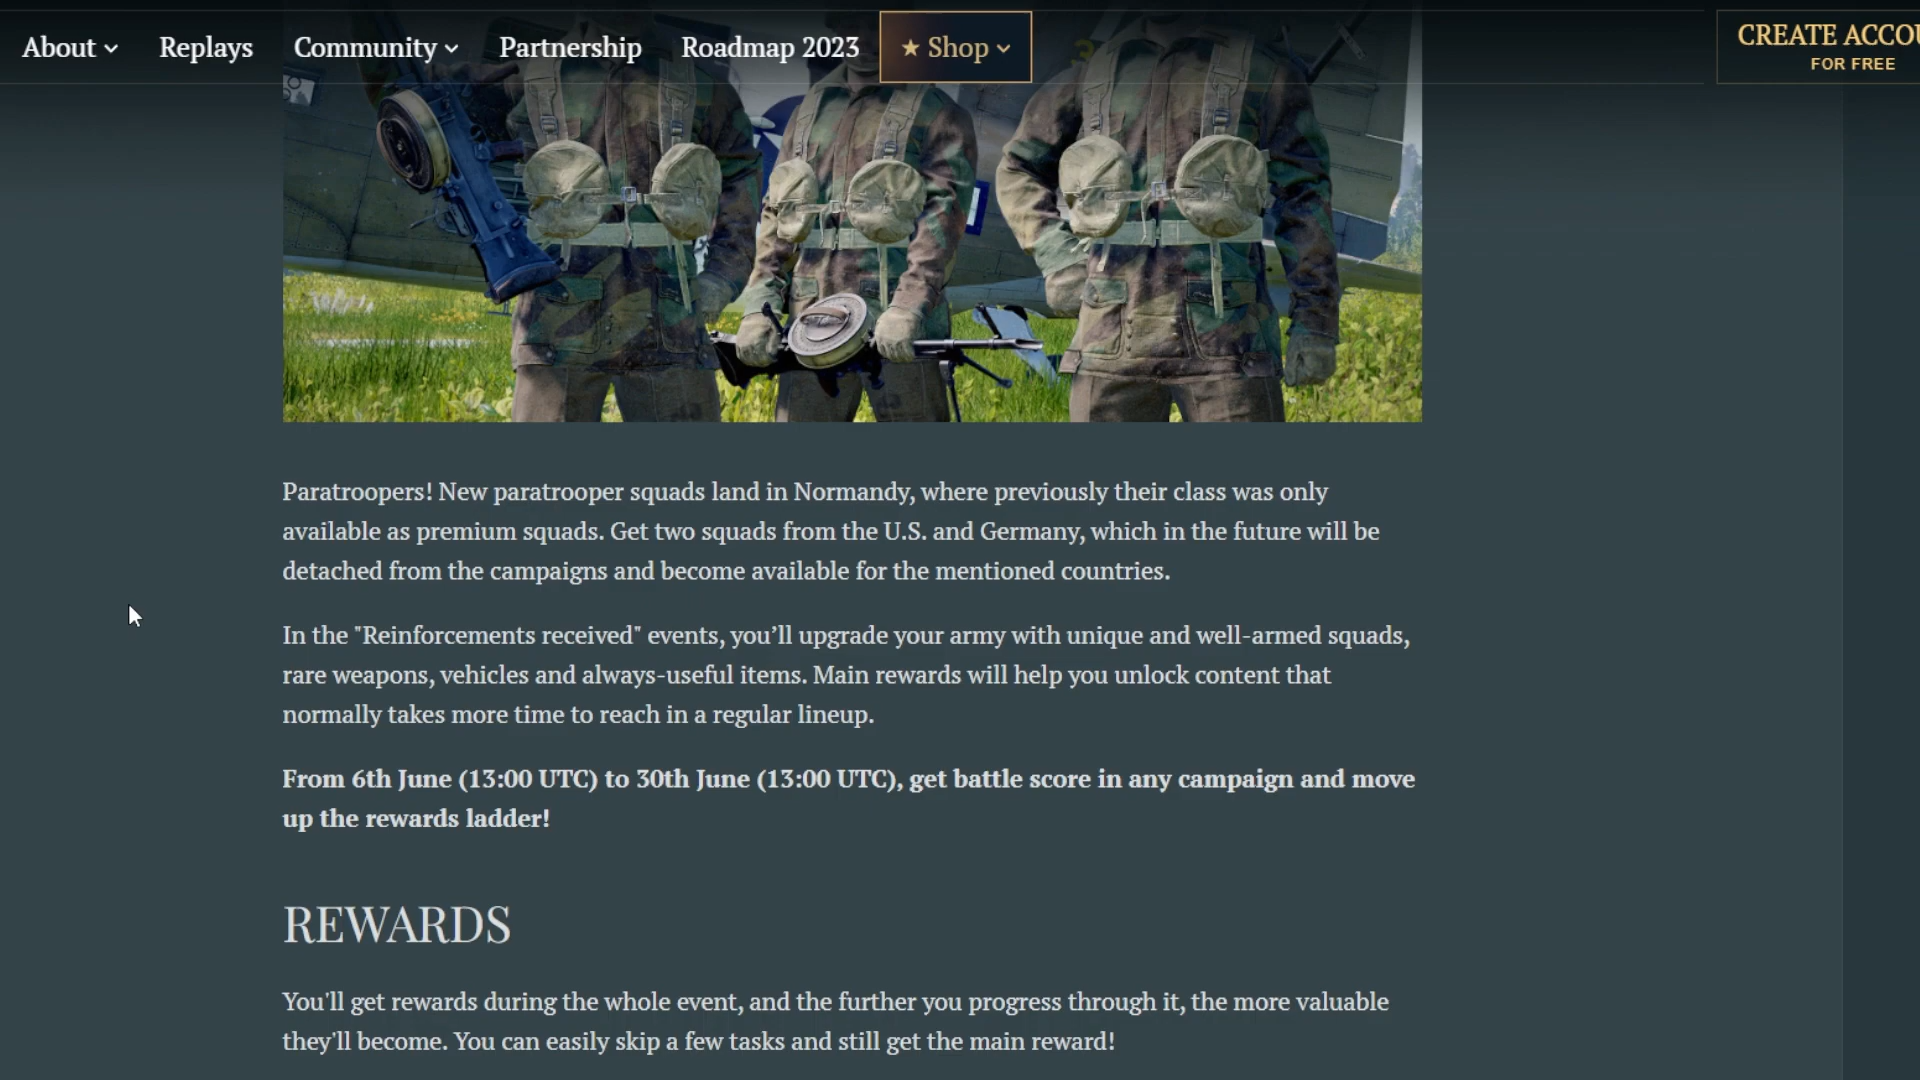 About Replays Community Partnership Roadmap 2023 ★ Shop CREATE
FOR FREE
Paratroopers! New paratrooper squads land in Normandy, where previously their class was only
available as premium squads. Get two squads from the U.S. and Germany, which in the future will be
detached from the campaigns and become available for the mentioned countries.
In the "Reinforcements received" events, you’ll upgrade your army with unique and well-armed squads,
rare weapons, vehicles and always-useful items. Main rewards will help you unlock content that
normally takes more time to reach in a regular lineup.
From 6th June (13:00 UTC) to 30th June (13:00 UTC), get battle score in any campaign and move
up the rewards ladder!
REWARDS
You'll get rewards during the whole event, and the further you progress through it, the more valuable
they'll become. You can easily skip a few tasks and still get the main reward!